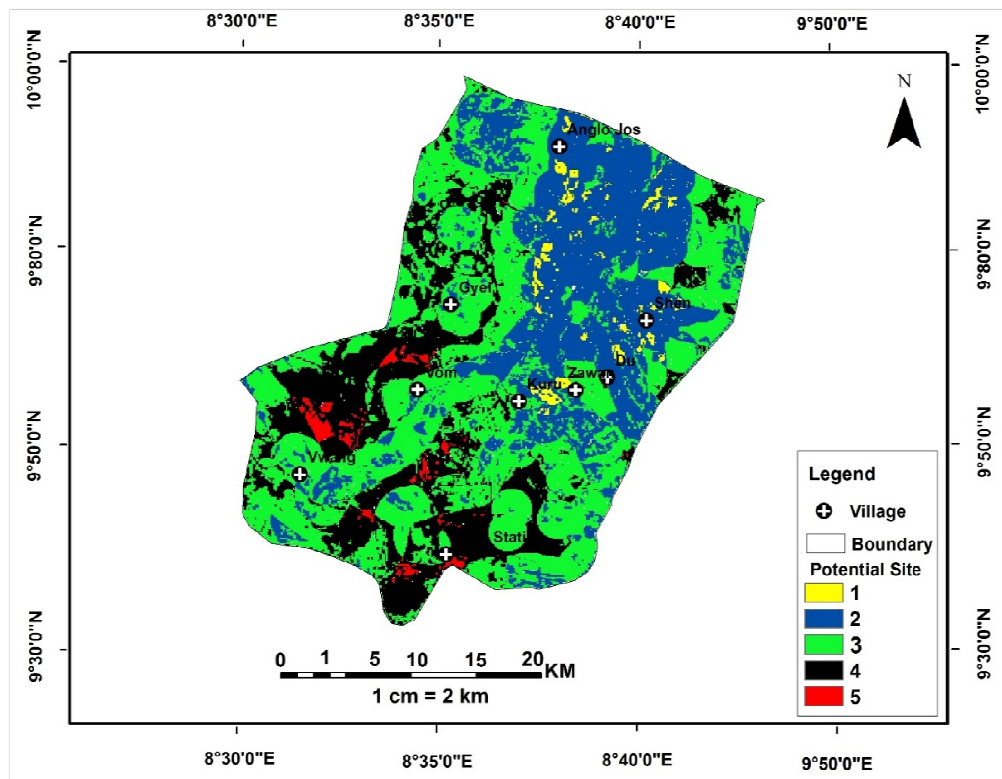 8°30'0"E 8°35'0"E 8°40'0"E 9°50'0"E
10°00'0"N
10°00'0"N
N
Anglo Jos
9°80'0"N
9°80'0"N
Gyel
Shen
Du
Vom
Kuru
Zawan
9°50'0"N
9°50'0"N
Vwang
Legend
Village
Stati
Boundary
Potential Site
1
2
3
4
5
9°30'0"N
9°30'0"N
0 1 5 10 15 20
KM
1 cm = 2 km
8°30'0"E 8°35'0"E 8°40'0"E 9°50'0"E